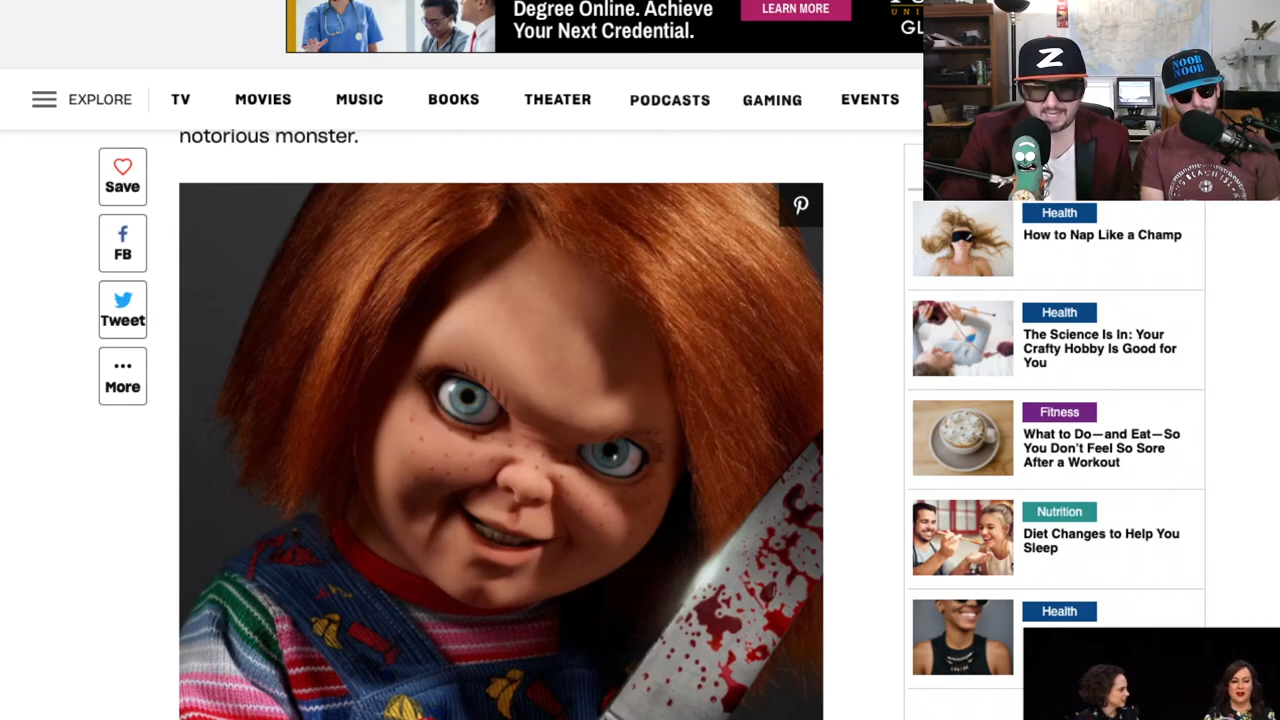 Degree Online. Achieve
Your Next Credential.
LEARN MORE
GL
EXPLORE
TV
MOVIES
MUSIC
BOOKS
THEATER
PODCASTS
GAMING
EVENTS
Z
NOOB
NOOB
notorious monster.
Save
FB
Tweet
More
Health
How to Nap Like a Champ
Health
The Science Is In: Your
Crafty Hobby Is Good for
You
Fitness
What to Do—and Eat—So
You Don't Feel So Sore
After a Workout
Nutrition
Diet Changes to Help You
Sleep
Health